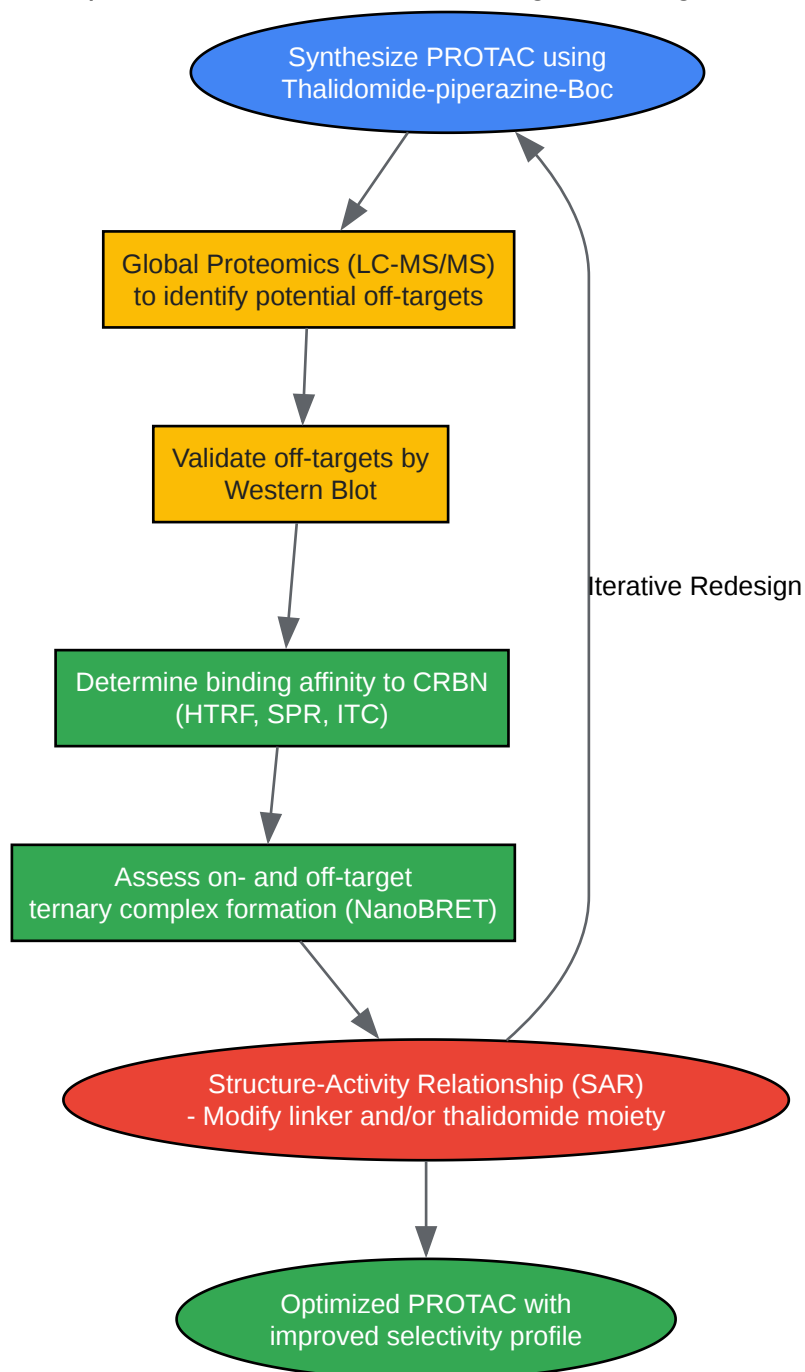 Synthesize PROTAC using
Thalidomide-piperazine-Boc
Global Proteomics (LC-MS/MS)
to identify potential off-targets
Validate off-targets by
Western Blot
Iterative Redesign
Determine binding affinity to CRBN
(HTRF, SPR, ITC)
Assess on- and off-target
ternary complex formation (NanoBRET)
Structure-Activity Relationship (SAR)
- Modify linker and/or thalidomide moiety
Optimized PROTAC with
improved selectivity profile